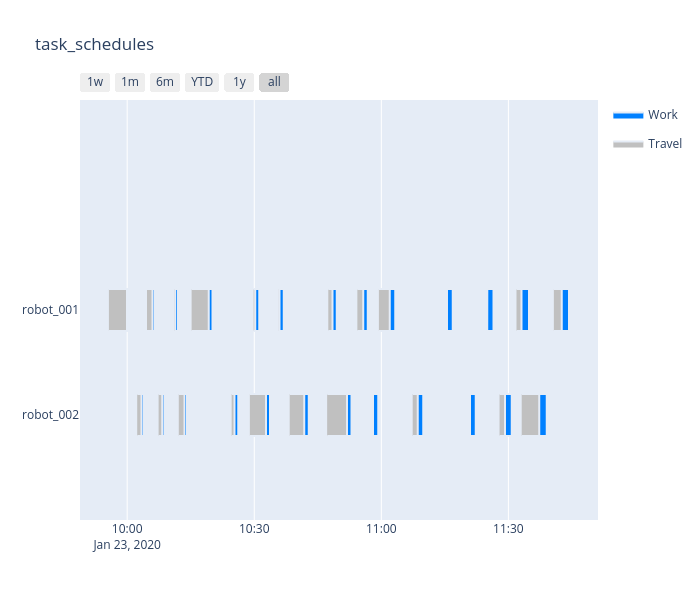 task_schedules
1w 1m 6m YTD 1y all
Work
Travel
robot_001
robot_002
10:00 10:30 11:00 11:30
Jan 23, 2020